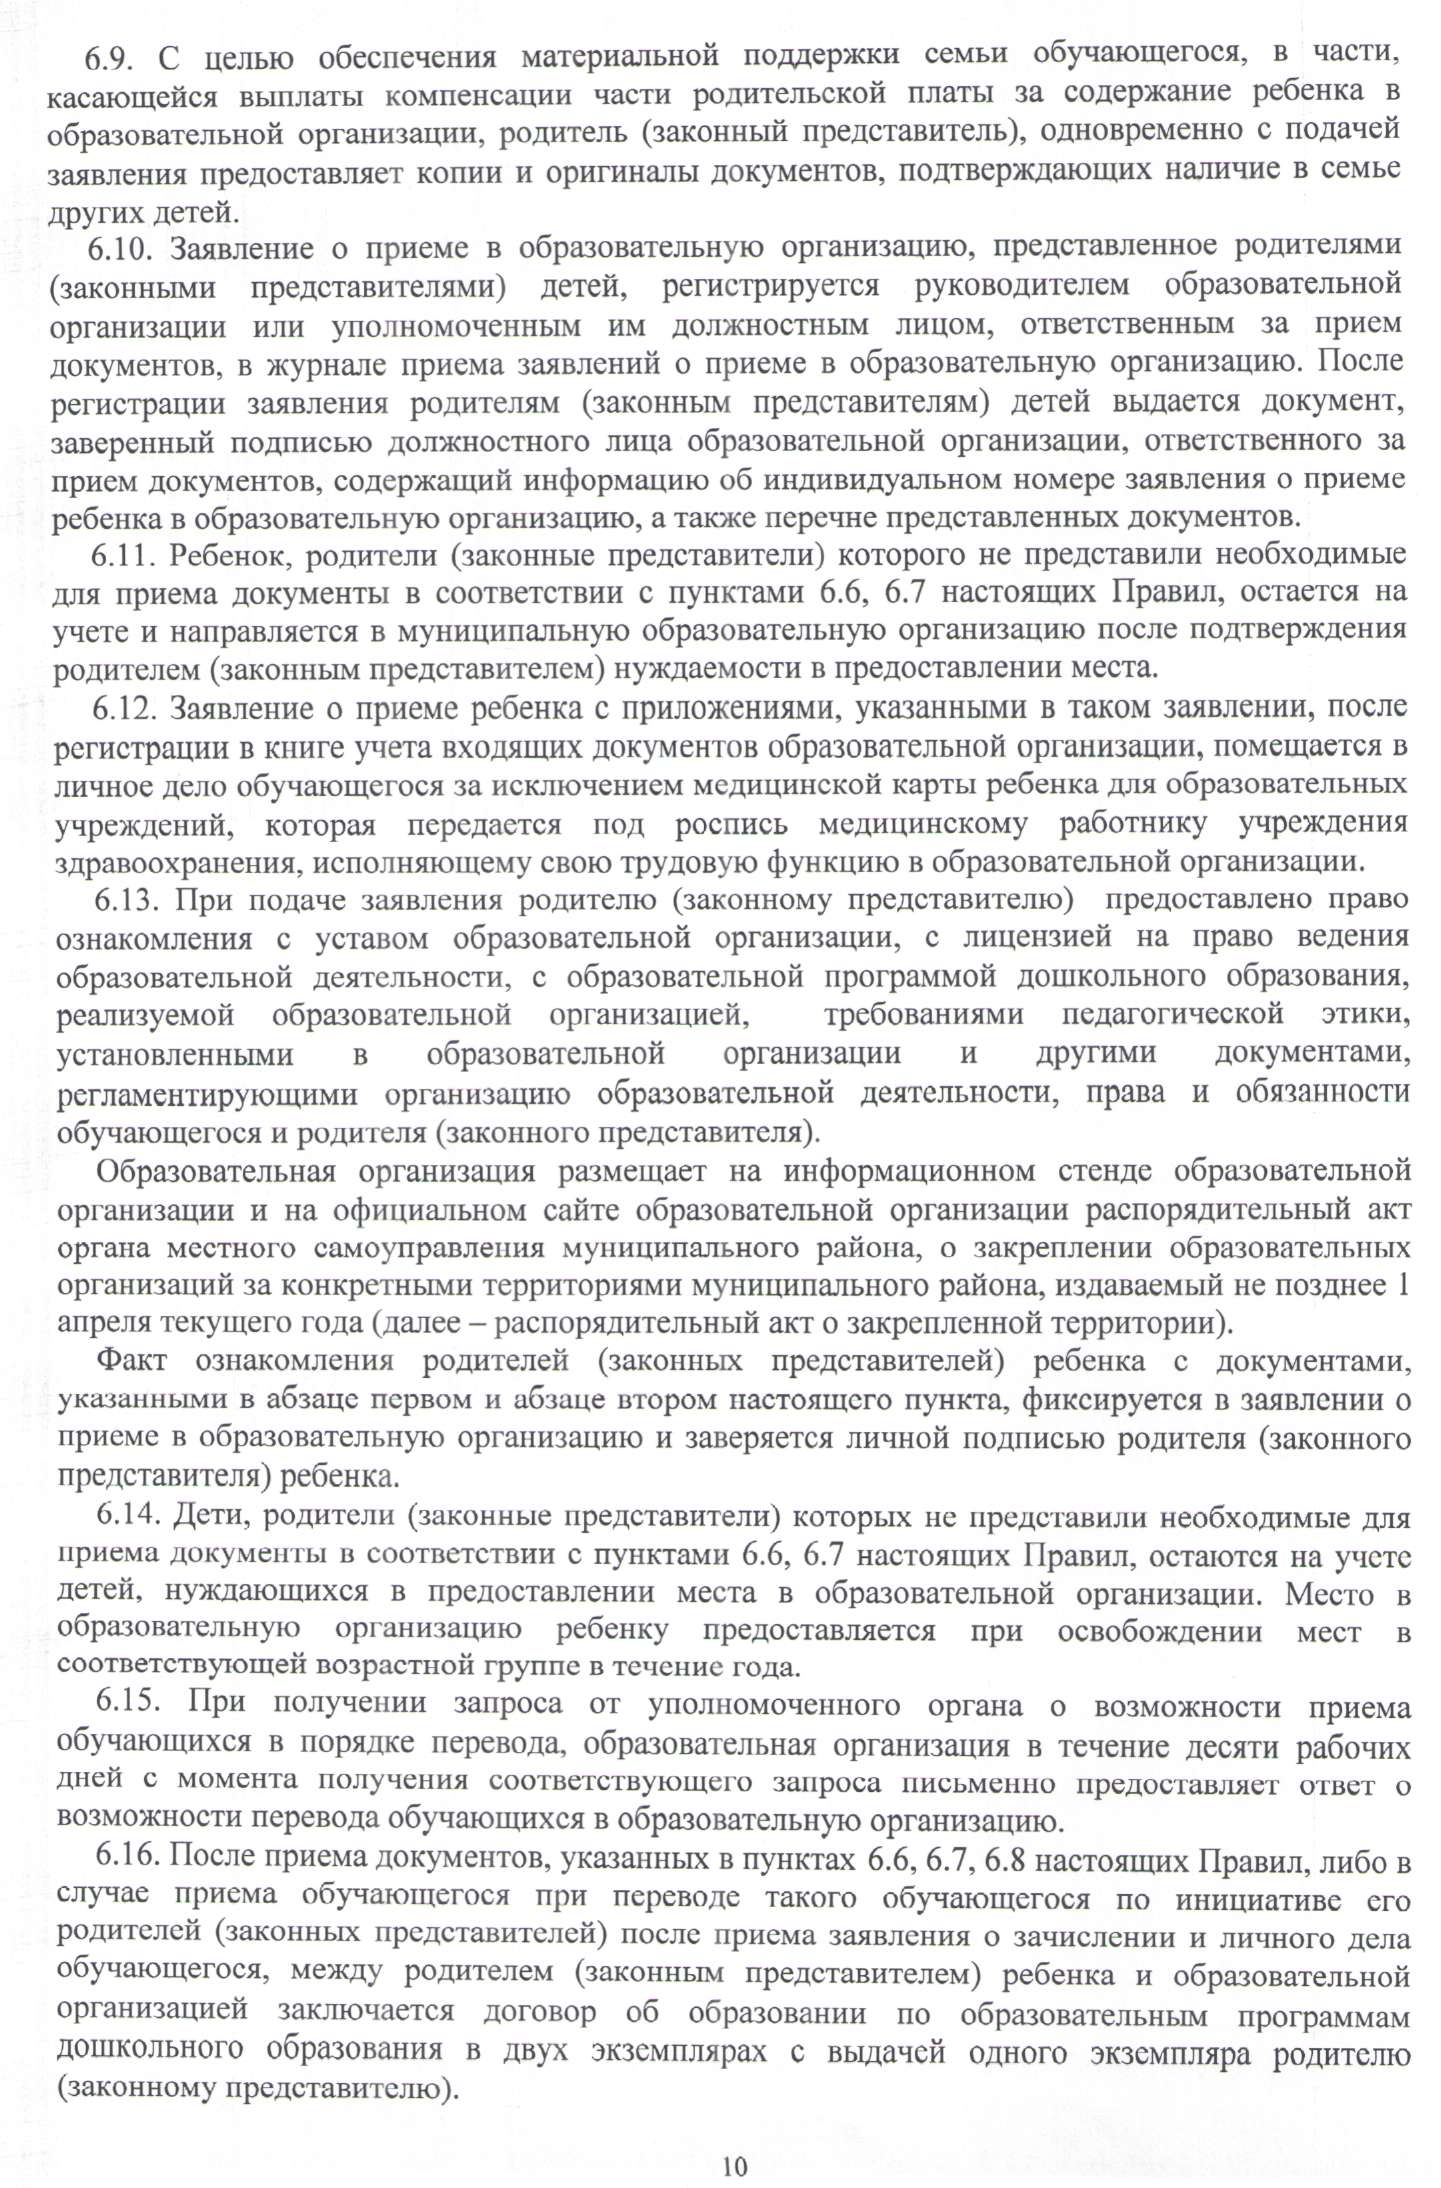 6.9. С целью обеспечения материальной поддержки семьи обучающегося, в части,
касающейся выплаты компенсации части родительской платы за содержание ребенка в
образовательной организации, родитель (законный представитель), одновременно с подачей
заявления предоставляет копии и оригиналы документов, подтверждающих наличие в семье
других детей.
6.10. Заявление о приеме в образовательную организацию, представленное родителями
(законными представителями) детей, регистрируется руководителем образовательной
организации или уполномоченным им должностным лицом, ответственным за прием
документов, в журнале приема заявлений о приеме в образовательную организацию. После
регистрации заявления родителям (законным представителям) детей выдается документ,
заверенный подписью должностного лица образовательной организации, ответственного за
прием документов, содержащий информацию об индивидуальном номере заявления о приеме
ребенка в образовательную организацию, а также перечне представленных документов.
6.11. Ребенок, родители (законные представители) которого не представили необходимые
для приема документы в соответствии с пунктами 6.6, 6.7 настоящих Правил, остается на
учете и направляется в муниципальную образовательную организацию после подтверждения
родителем (законным представителем) нуждаемости в предоставлении места.
6.12. Заявление о приеме ребенка с приложениями, указанными в таком заявлении, после
регистрации в книге учета входящих документов образовательной организации, помещается в
личное дело обучающегося за исключением медицинской карты ребенка для образовательных
учреждений, которая передается под роспись медицинскому работнику учреждения
здравоохранения, исполняющему свою трудовую функцию в образовательной организации.
6.13. При подаче заявления родителю (законному представителю) предоставлено право
ознакомления с уставом образовательной организации, с лицензией на право ведения
образовательной деятельности, с образовательной программой дошкольного образования,
реализуемой образовательной организацией, требованиями педагогической этики,
установленными в образовательной организации и другими документами,
регламентирующими организацию образовательной деятельности, права и обязанности
обучающегося и родителя (законного представителя).
Образовательная организация размещает на информационном стенде образовательной
организации и на официальном сайте образовательной организации распорядительный акт
органа местного самоуправления муниципального района, о закреплении образовательных
организаций за конкретными территориями муниципального района, издаваемый не позднее 1
апреля текущего года (далее – распорядительный акт о закрепленной территории).
Факт ознакомления родителей (законных представителей) ребенка с документами,
указанными в абзаце первом и абзаце втором настоящего пункта, фиксируется в заявлении о
приеме в образовательную организацию и заверяется личной подписью родителя (законного
представителя) ребенка.
6.14. Дети, родители (законные представители) которых не представили необходимые для
приема документы в соответствии с пунктами 6.6, 6.7 настоящих Правил, остаются на учете
детей, нуждающихся в предоставлении места в образовательной организации. Место в
образовательную организацию ребенку предоставляется при освобождении мест в
соответствующей возрастной группе в течение года.
6.15. При получении запроса от уполномоченного органа о возможности приема
обучающихся в порядке перевода, образовательная организация в течение десяти рабочих
дней с момента получения соответствующего запроса письменно предоставляет ответ о
возможности перевода обучающихся в образовательную организацию.
6.16. После приема документов, указанных в пунктах 6.6, 6.7, 6.8 настоящих Правил, либо в
случае приема обучающегося при переводе такого обучающегося по инициативе его
родителей (законных представителей) после приема заявления о зачислении и личного дела
обучающегося, между родителем (законным представителем) ребенка и образовательной
организацией заключается договор об образовании по образовательным программам
дошкольного образования в двух экземплярах с выдачей одного экземпляра родителю
(законному представителю).
10